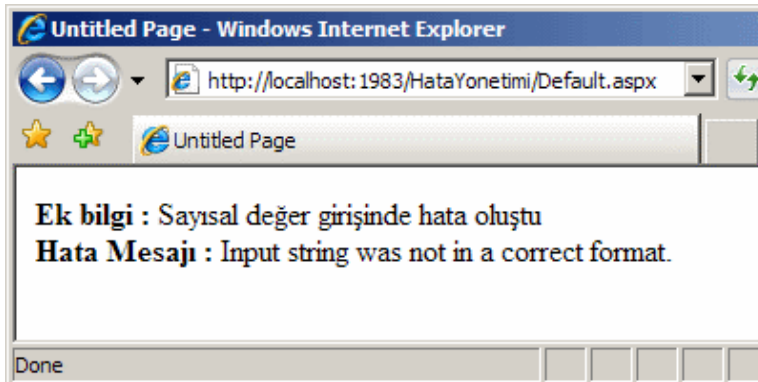 Untitled Page - Windows Internet Explorer
http://localhost:1983/HataYonetimi/Default.aspx
Untitled Page
Ek bilgi : Sayısal değer girişinde hata oluştu
Hata Mesajı : Input string was not in a correct format.
Done